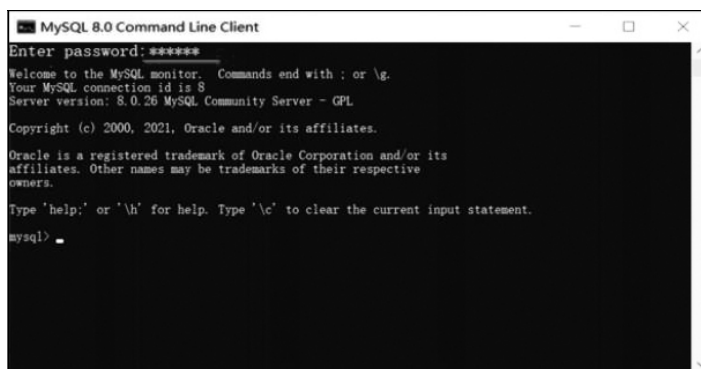 MySQL 8.0 Command Line Client
Enter password: ******
Welcome to the MySQL monitor.  Commands end with ; or \g.
Your MySQL connection id is 8
Server version: 8.0.26 MySQL Community Server - GPL
Copyright (c) 2000, 2021, Oracle and/or its affiliates.
Oracle is a registered trademark of Oracle Corporation and/or its
affiliates. Other names may be trademarks of their respective
owners.
Type 'help;' or '\h' for help. Type '\c' to clear the current input statement.
mysql>